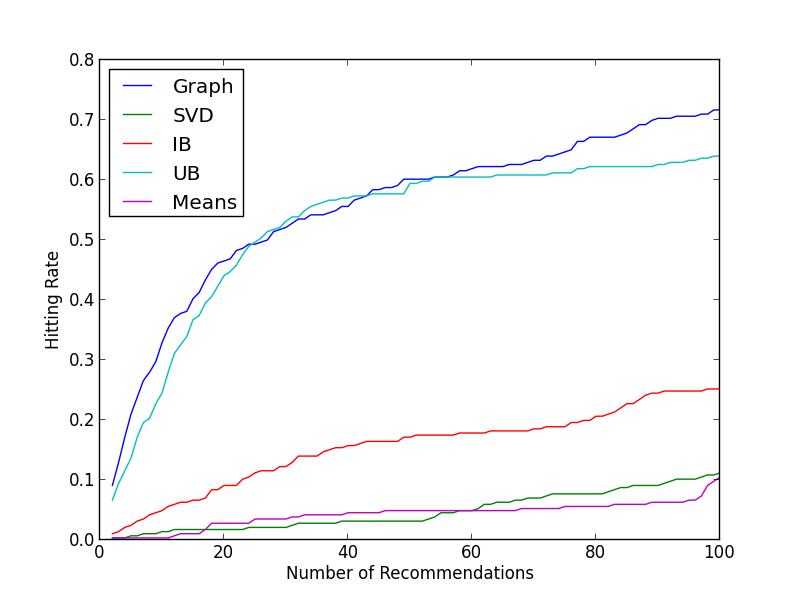 0.8
0.7
0.6
0.5
0.4
0.3
0.2
0.1
0.0
Hitting Rate
Graph
SVD
IB
UB
Means
0 20 40 60 80 100
Number of Recommendations